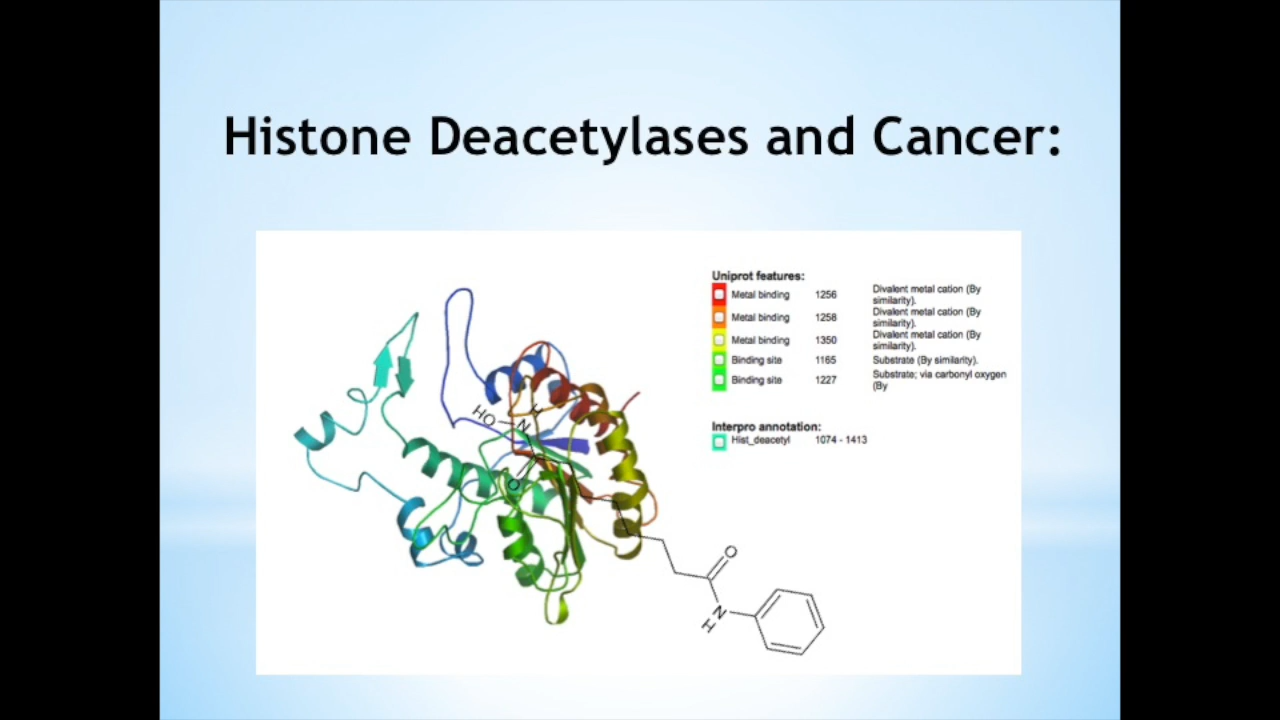 Histone Deacetylases and Cancer:
Uniprot features:
Metal binding 1256 Divalent metal cation (By
similarity).
Metal binding 1258 Divalent metal cation (By
similarity).
Metal binding 1350 Divalent metal cation (By
similarity).
Binding site 1165 Substrate (By similarity).
Binding site 1227 Substrate; via carbonyl oxygen
(By
Interpro annotation:
Hist_deacetyl 1074 - 1413
H
HO
N
O
O
N
H